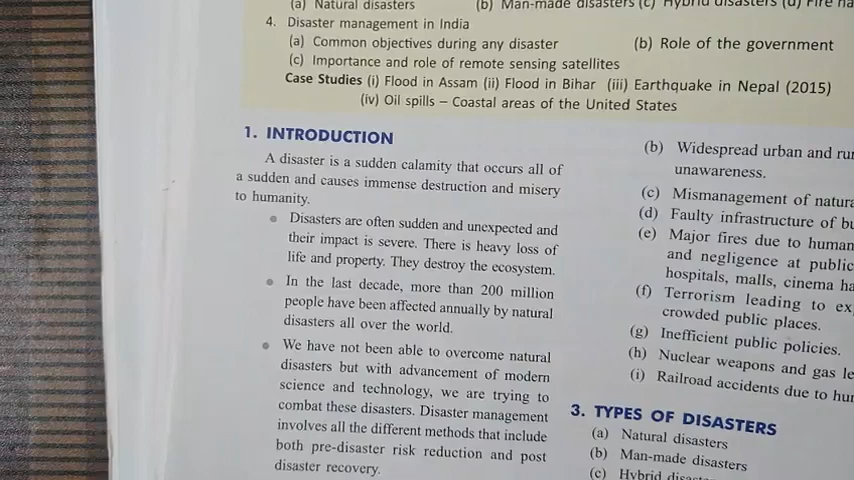 (a) Natural disasters (b) Man-made disasters (c) Hybrid disasters (d) Fire
4. Disaster management in India
(a) Common objectives during any disaster (b) Role of the government
(c) Importance and role of remote sensing satellites
Case Studies (i) Flood in Assam (ii) Flood in Bihar (iii) Earthquake in Nepal (2015)
(iv) Oil spills – Coastal areas of the United States
1. INTRODUCTION
A disaster is a sudden calamity that occurs all of
a sudden and causes immense destruction and misery
to humanity.
• Disasters are often sudden and unexpected and
their impact is severe. There is heavy loss of
life and property. They destroy the ecosystem.
• In the last decade, more than 200 million
people have been affected annually by natural
disasters all over the world.
• We have not been able to overcome natural
disasters but with advancement of modern
science and technology, we are trying to
combat these disasters. Disaster management
involves all the different methods that include
both pre-disaster risk reduction and post
disaster recovery.
(b) Widespread urban and
unawareness.
(c) Mismanagement of
(d) Faulty infrastructure of
(e) Major fires due to human
and negligence at public
hospitals, malls, cinema
(f) Terrorism leading to
crowded public places.
(g) Inefficient public policies.
(h) Nuclear weapons and gas
(i) Railroad accidents due to
3. TYPES OF DISASTERS
(a) Natural disasters
(b) Man-made disasters
(c) Hybrid